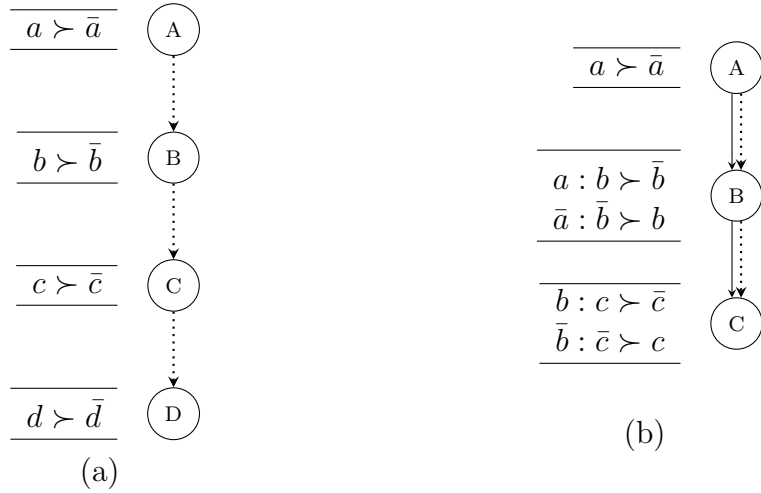 a ≻ ā
A
b ≻ b̄
B
c ≻ c̄
C
d ≻ d̄
D
(a)
a ≻ ā
A
a : b ≻ b̄
ā : b̄ ≻ b
B
b : c ≻ c̄
b̄ : c̄ ≻ c
C
(b)